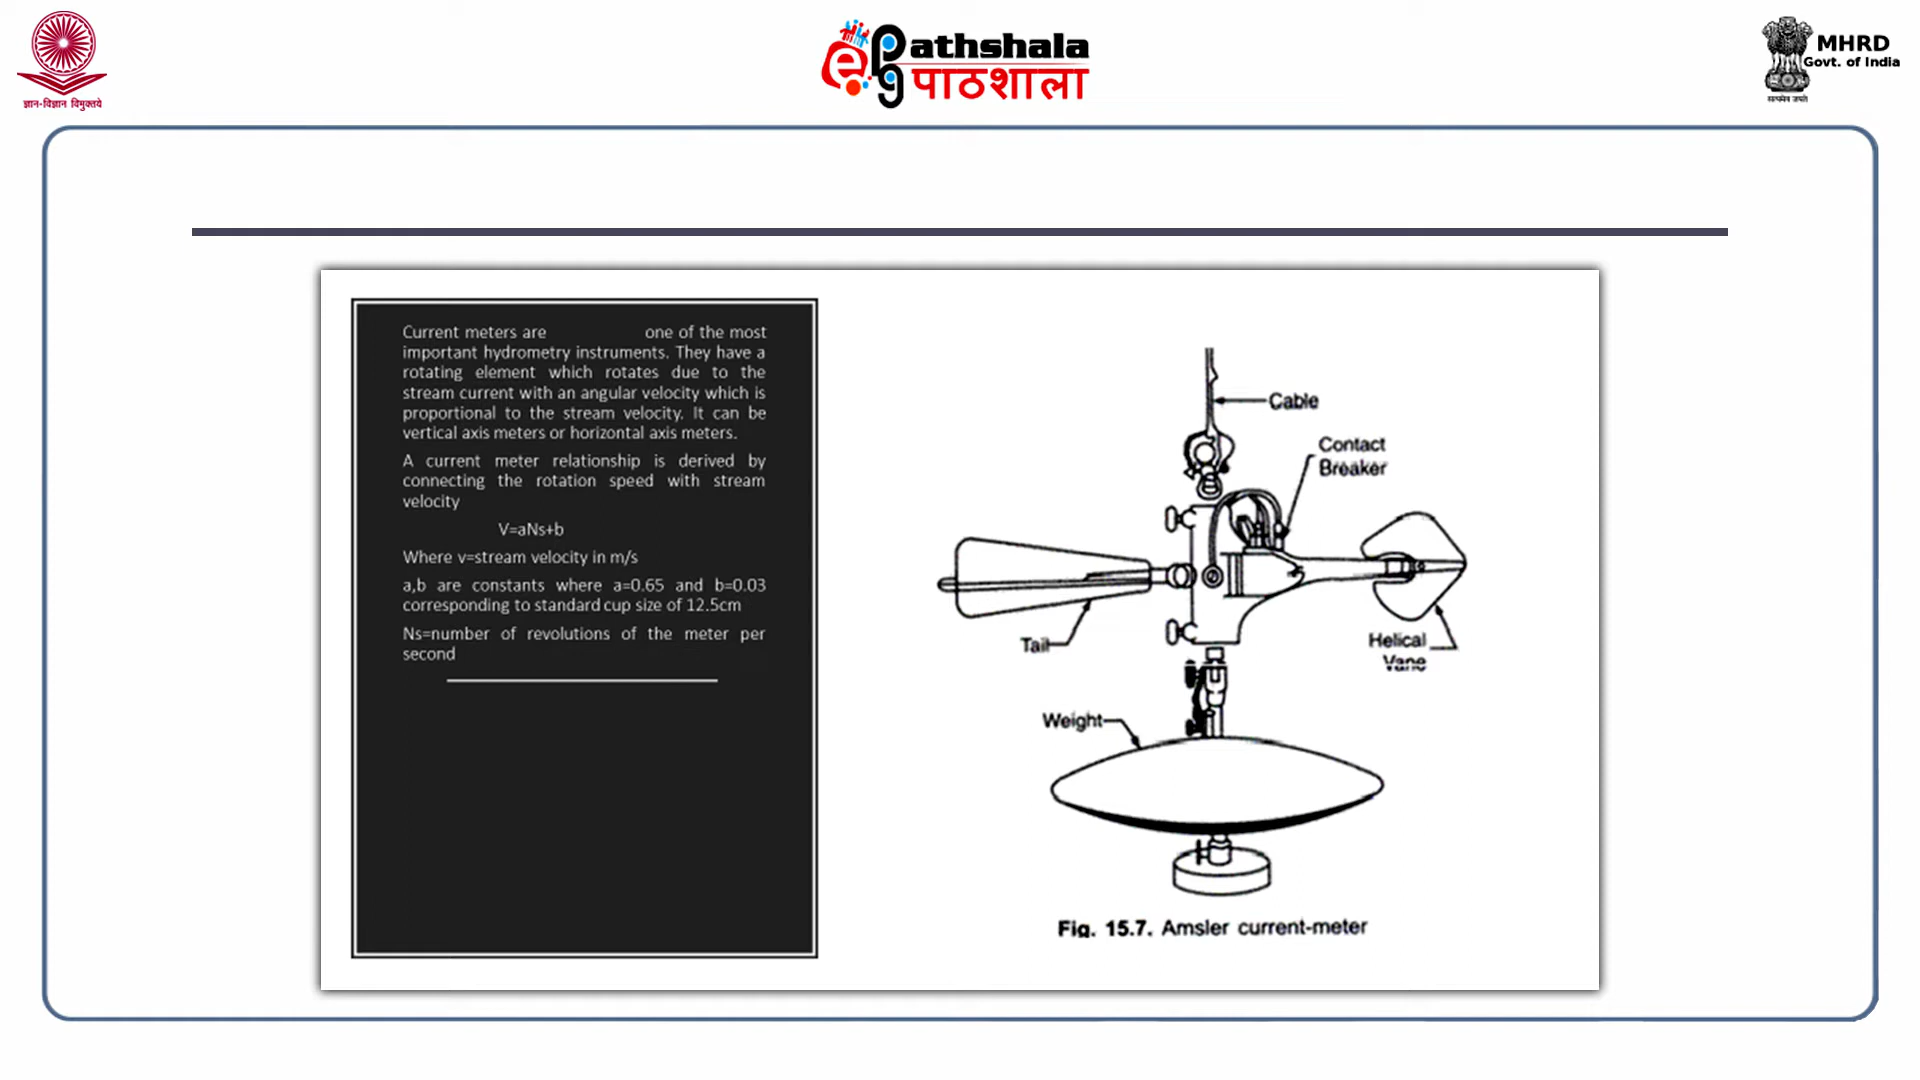 ज्ञान-विज्ञान विमुक्तये
ePathshala
पाठशाला
MHRD
Govt. of India
सत्यमेव जयते
Current meters are one of the most
important hydrometry instruments. They have a
rotating element which rotates due to the
stream current with an angular velocity which is
proportional to the stream velocity. It can be
vertical axis meters or horizontal axis meters.
A current meter relationship is derived by
connecting the rotation speed with stream
velocity
V=aNs+b
Where v=stream velocity in m/s
a,b are constants where a=0.65 and b=0.03
corresponding to standard cup size of 12.5cm
Ns=number of revolutions of the meter per
second
Cable
Contact
Breaker
Tail
Helical
Vane
Weight
Fig. 15.7. Amsler current-meter